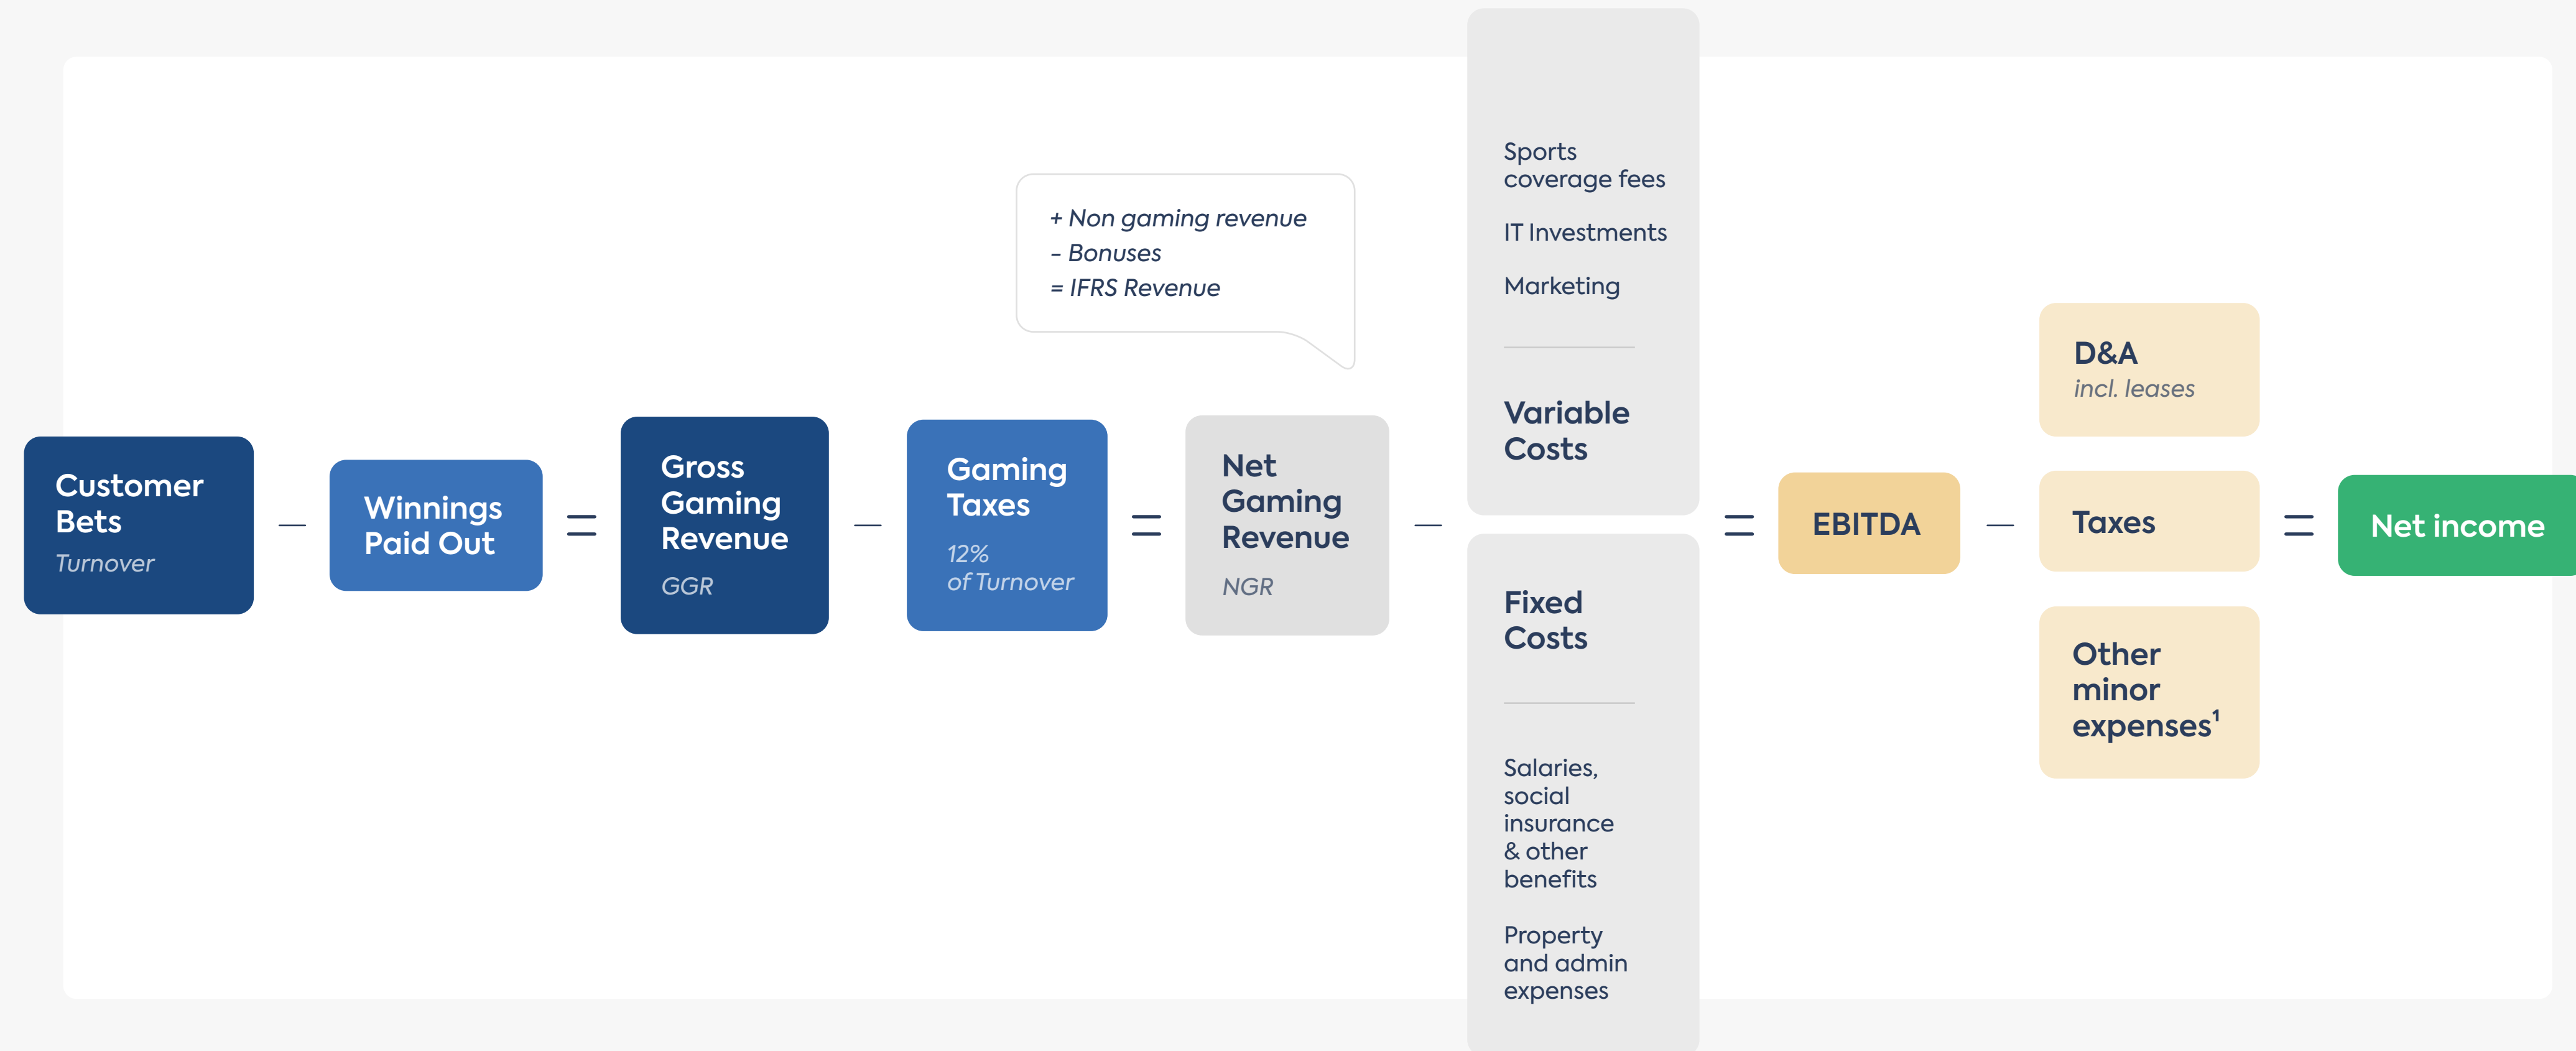 Customer
Bets
Turnover
—
Winnings
Paid Out
=
Gross
Gaming
Revenue
GGR
—
Gaming
Taxes
12%
of Turnover
=
+ Non gaming revenue
- Bonuses
= IFRS Revenue
Net
Gaming
Revenue
NGR
—
Sports
coverage fees
IT Investments
Marketing
Variable
Costs
Fixed
Costs
Salaries,
social
insurance
& other
benefits
Property
and admin
expenses
=
EBITDA
—
D&A
incl. leases
Taxes
Other
minor
expenses¹
=
Net income